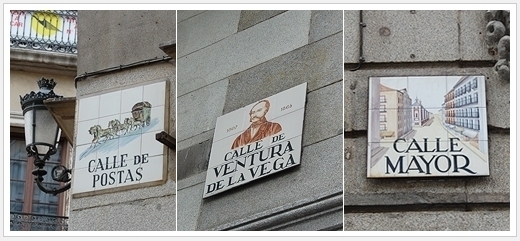 CALLE DE
POSTAS
CALLE DE
VENTURA
DE LA VEGA
CALLE
MAYOR